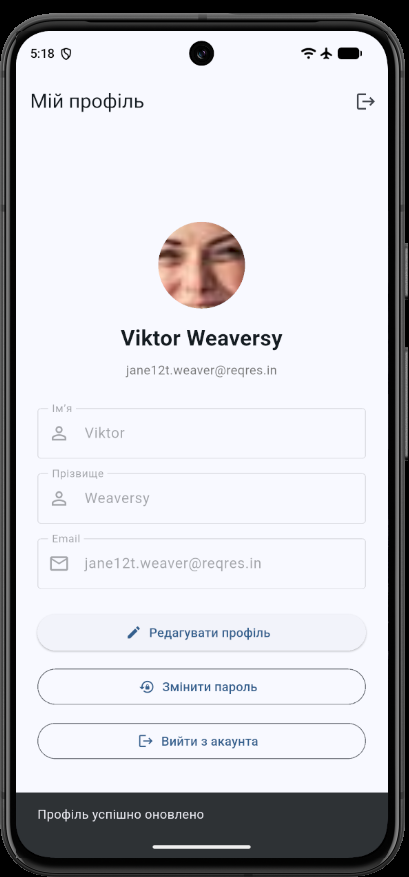 5:18
Мій профіль
Viktor Weaversy
jane12t.weaver@reqres.in
Ім'я
Viktor
Прізвище
Weaversy
Email
jane12t.weaver@reqres.in
Редагувати профіль
Змінити пароль
Вийти з акаунта
Профіль успішно оновлено